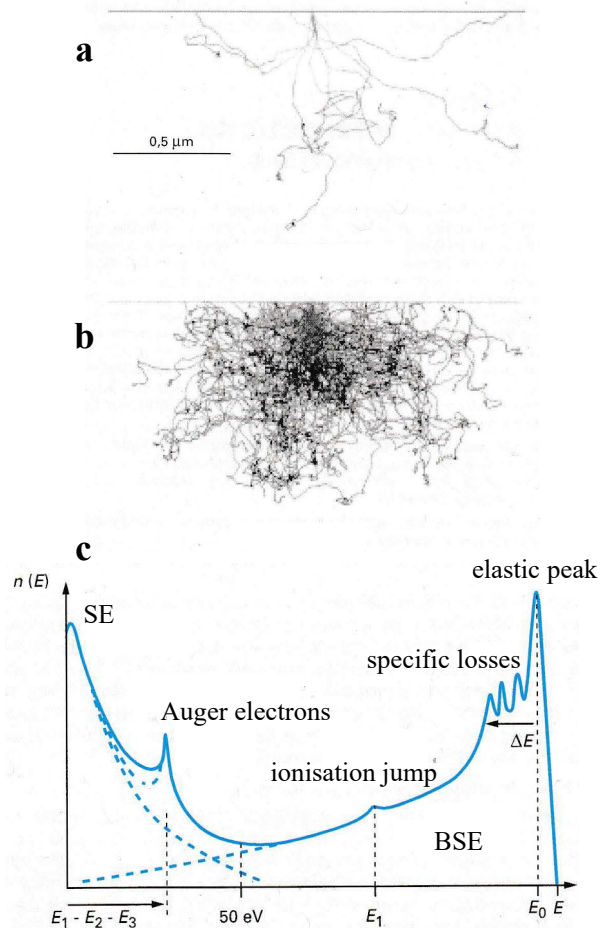 a
0,5 µm
b
c
n (E)
elastic peak
SE
specific losses
Auger electrons
ΔE
ionisation jump
BSE
E₁ - E₂ - E₃
50 eV
E₁
E₀ E